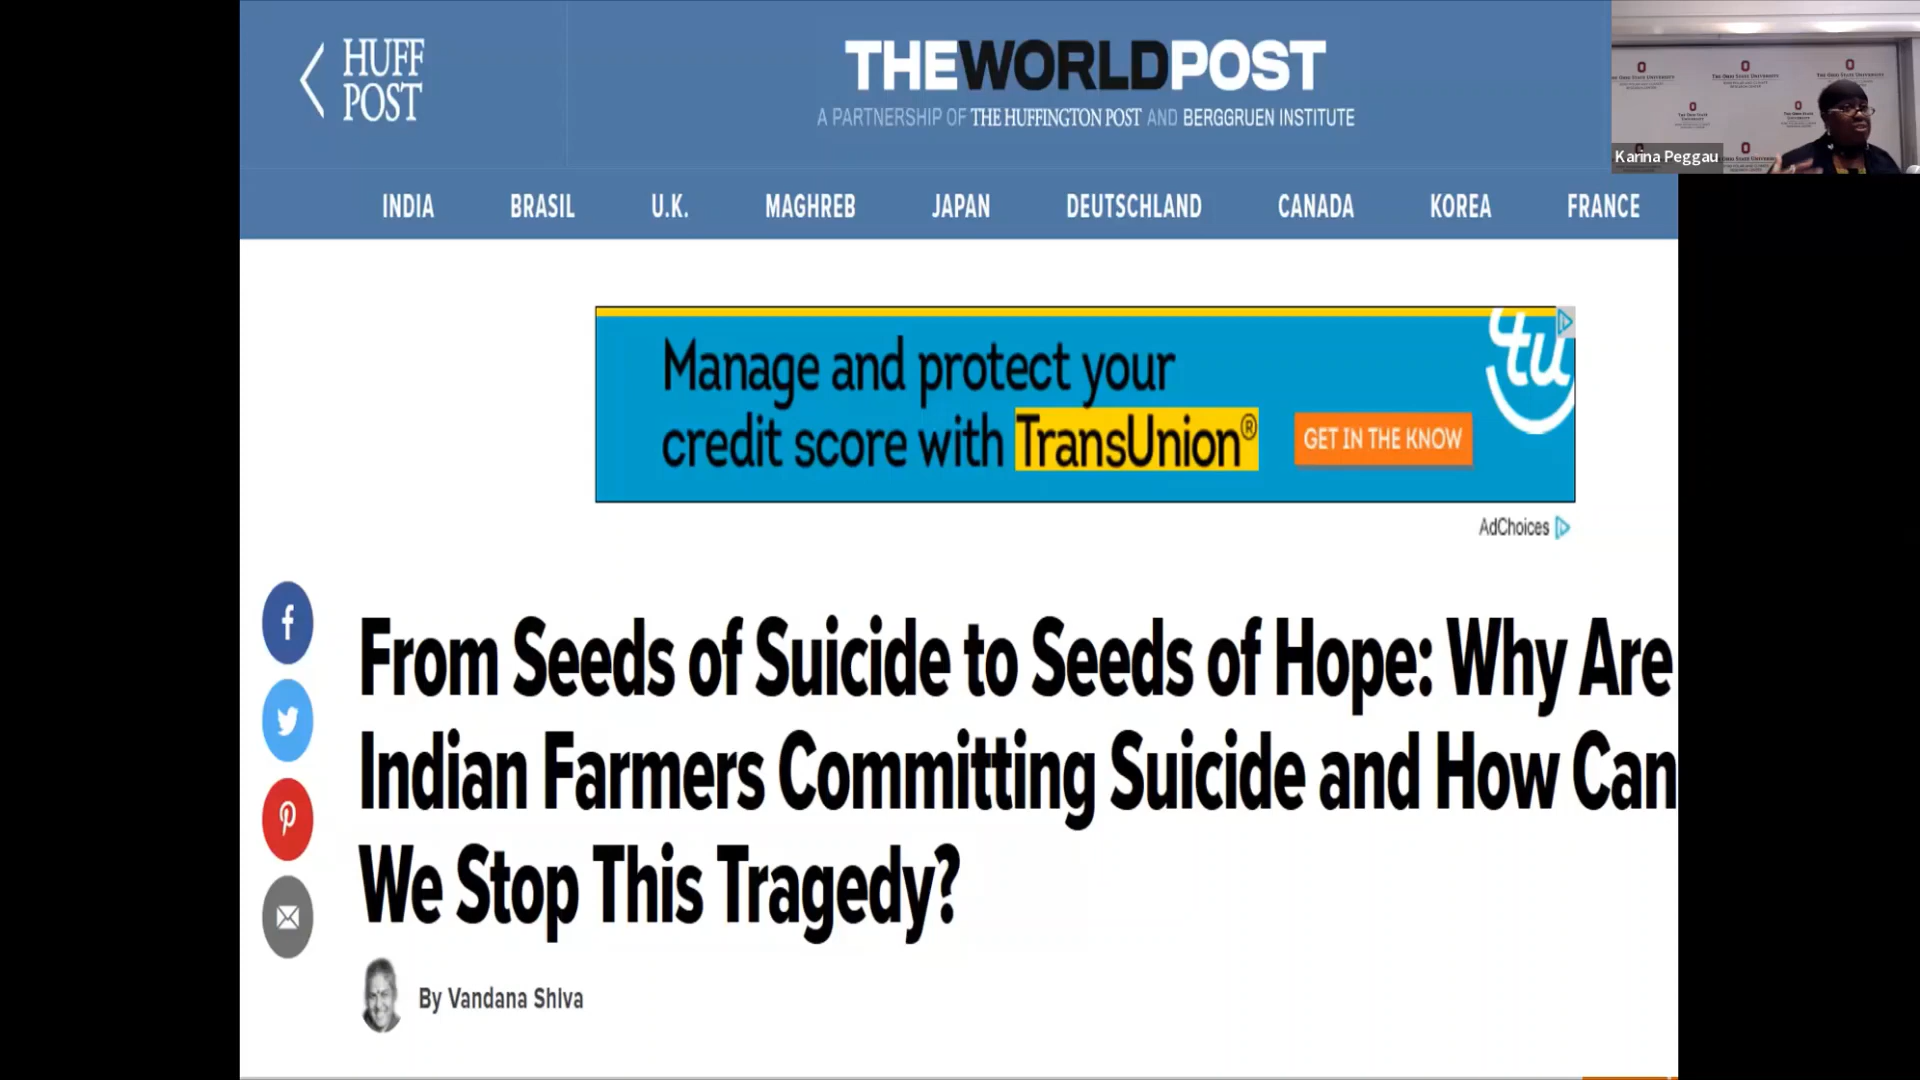 HUFF
POST
THEWORLDPOST
A PARTNERSHIP OF THE HUFFINGTON POST AND BERGGRUEN INSTITUTE
Karina Peggau
INDIA BRASIL U.K. MAGHREB JAPAN DEUTSCHLAND CANADA KOREA FRANCE
Manage and protect your
credit score with TransUnion®
GET IN THE KNOW
tu
AdChoices
From Seeds of Suicide to Seeds of Hope: Why Are
Indian Farmers Committing Suicide and How Can
We Stop This Tragedy?
By Vandana Shiva